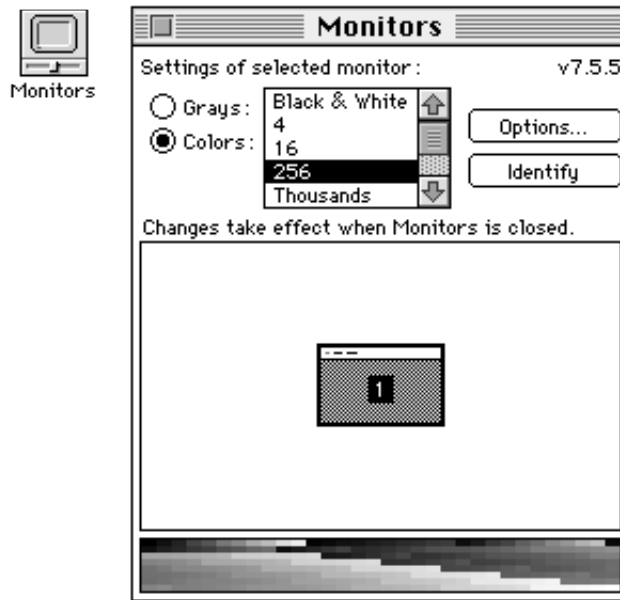 Monitors
Monitors
Settings of selected monitor: v7.5.5
Grays:
Colors:
Black & White
4
16
256
Thousands
Options...
Identify
Changes take effect when Monitors is closed.
1